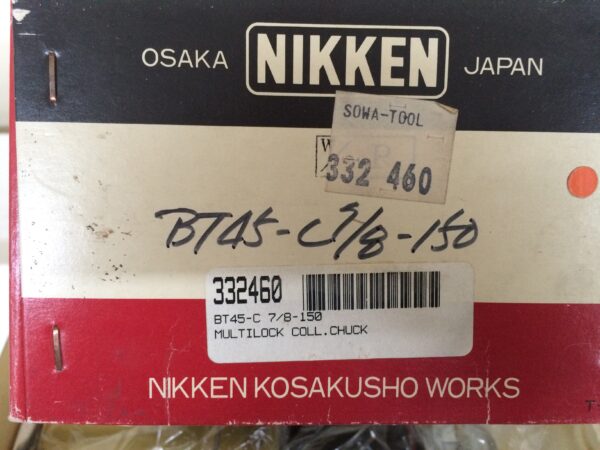 OSAKA NIKKEN JAPAN
SOWA-TOOL
332 460
BT45-C 5/8-150
332460
BT45-C 7/8-150
MULTILOCK COLL.CHUCK
NIKKEN KOSAKUSHO WORKS